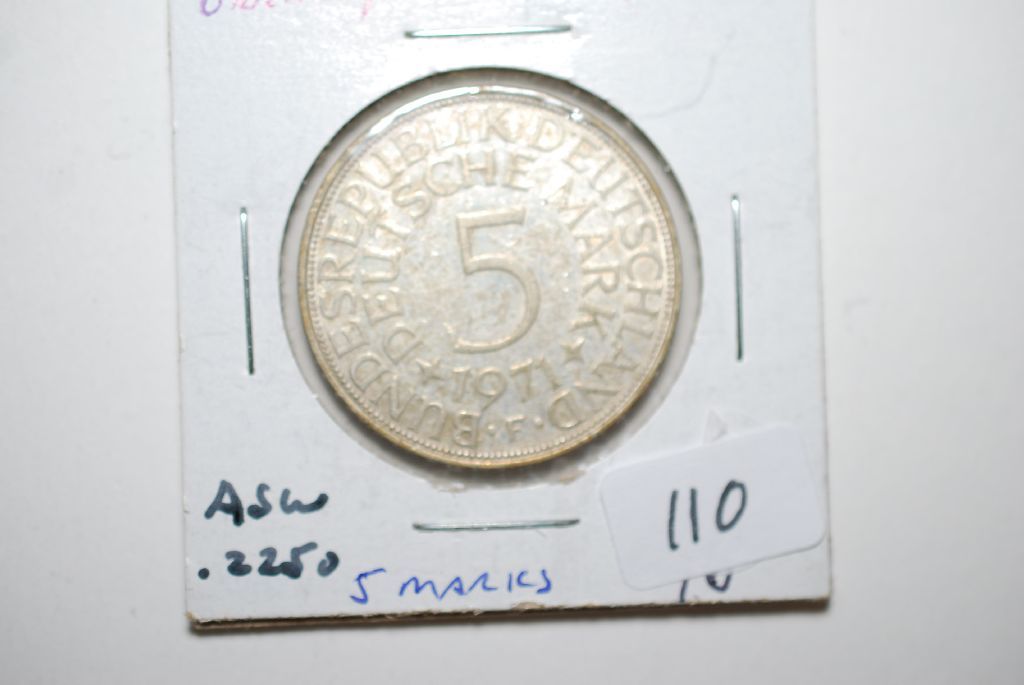 BUNDESREPUBLIK DEUTSCHLAND
DEUTSCHE MARK
5
1971
F
ASW
.2250
5 MARKS
110